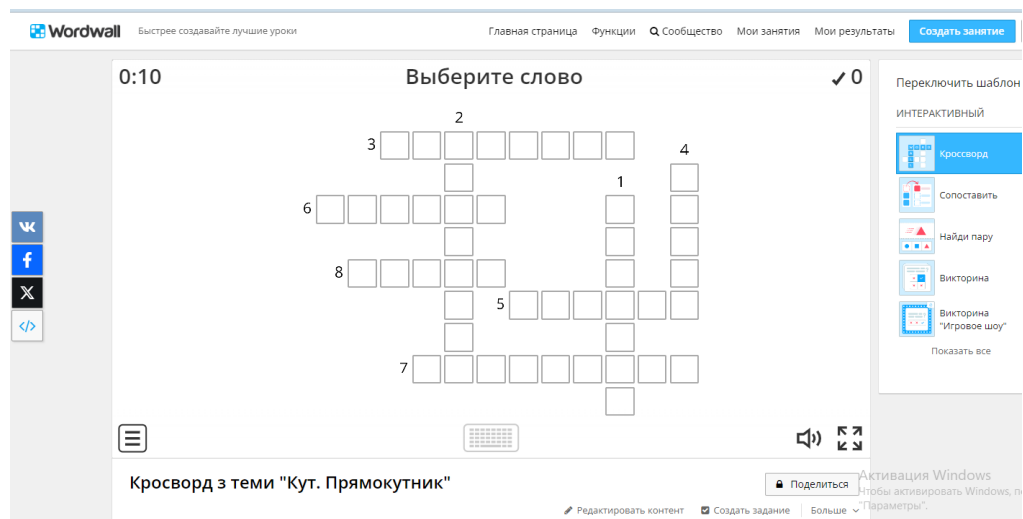 Wordwall Быстрее создавайте лучшие уроки Главная страница Функции Сообщество Мои занятия Мои результаты Создать занятие
0:10 Выберите слово 0
Переключить шаблон
ИНТЕРАКТИВНЫЙ
Кроссворд
Сопоставить
Найди пару
Викторина
Викторина
"Игровое шоу"
Показать все
2
3
4
1
6
8
5
7
Кросворд з теми "Кут. Прямокутник"
Поделиться
Редактировать контент Создать задание Больше
Активация Windows
Чтобы активировать Windows,
"Параметры".